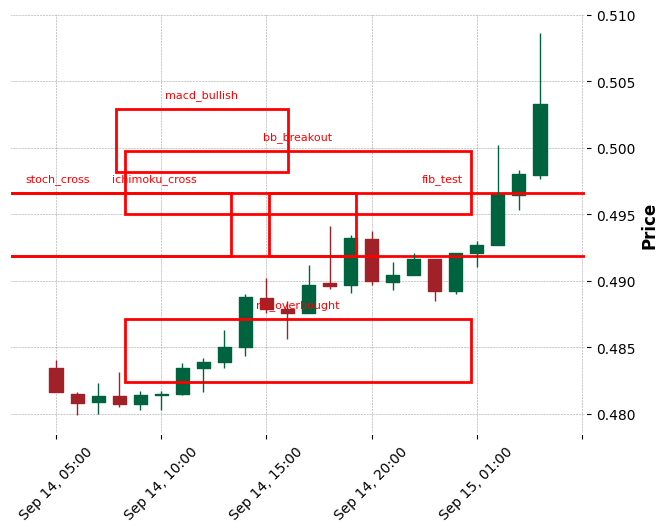 0.510
macd_bullish
0.505
bb_breakout
0.500
stoch_cross
ichimoku_cross
fib_test
0.495
Price
0.490
rsi_overbought
0.485
0.480
Sep 14, 05:00
Sep 14, 10:00
Sep 14, 15:00
Sep 14, 20:00
Sep 15, 01:00